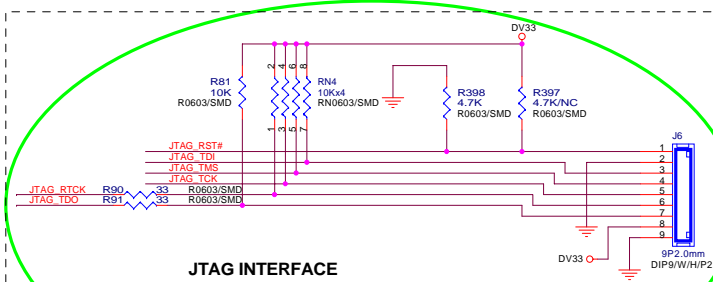 DV33
R81
10K
R0603/SMD
2 4 6 8
RN4
10Kx4
RN0603/SMD
1 3 5 7
R398
4.7K
R0603/SMD
R397
4.7K/NC
R0603/SMD
J6
JTAG_RST#
JTAG_TDI
JTAG_TMS
JTAG_TCK
JTAG_RTCK R90 33 R0603/SMD
JTAG_TDO R91 33 R0603/SMD
1
2
3
4
5
6
7
8
9
DV33
9P2.0mm
DIP9/W/H/P2
JTAG INTERFACE